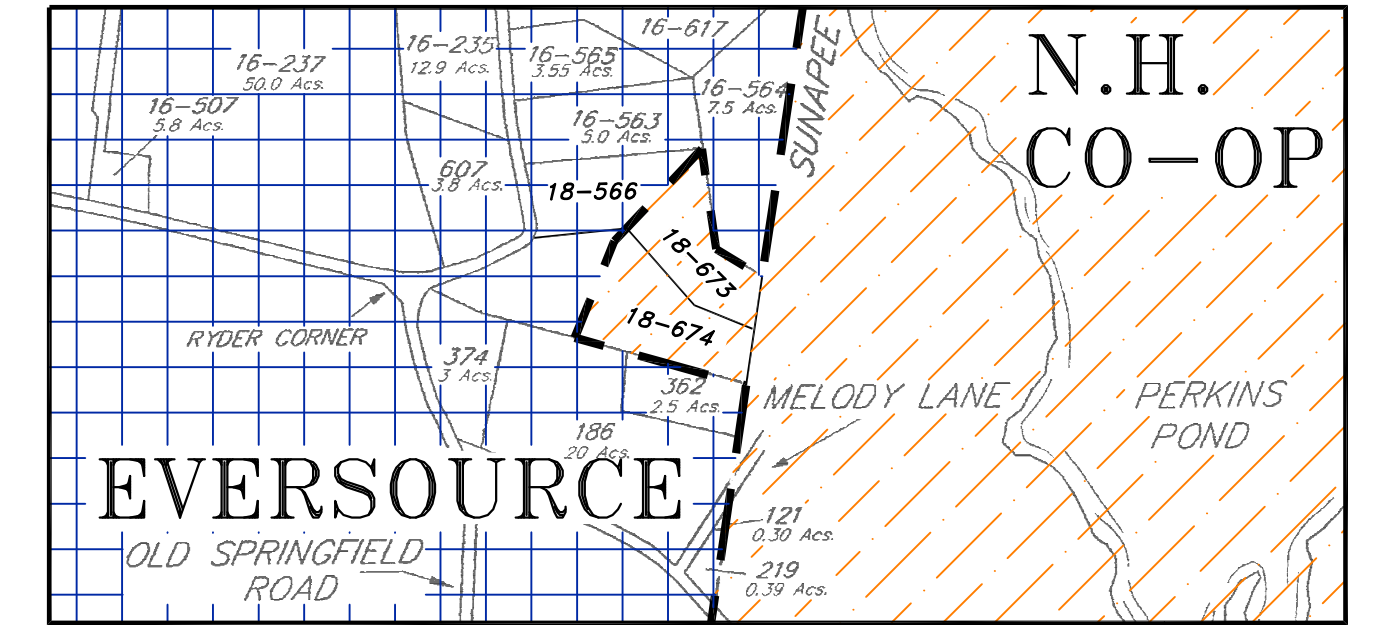 16-617
16-235
12.9 Acs.
16-565
3.55 Acs.
16-237
50.0 Acs.
16-564
7.5 Acs.
SUNAPEE
N.H.
CO-OP
16-507
5.8 Acs.
16-563
5.0 Acs.
607
3.8 Acs.
18-566
18-673
18-674
RYDER CORNER
374
3 Acs.
362
2.5 Acs.
MELODY LANE
PERKINS
POND
186
20 Acs.
EVERSOURCE
121
0.30 Acs.
OLD SPRINGFIELD
ROAD
219
0.39 Acs.